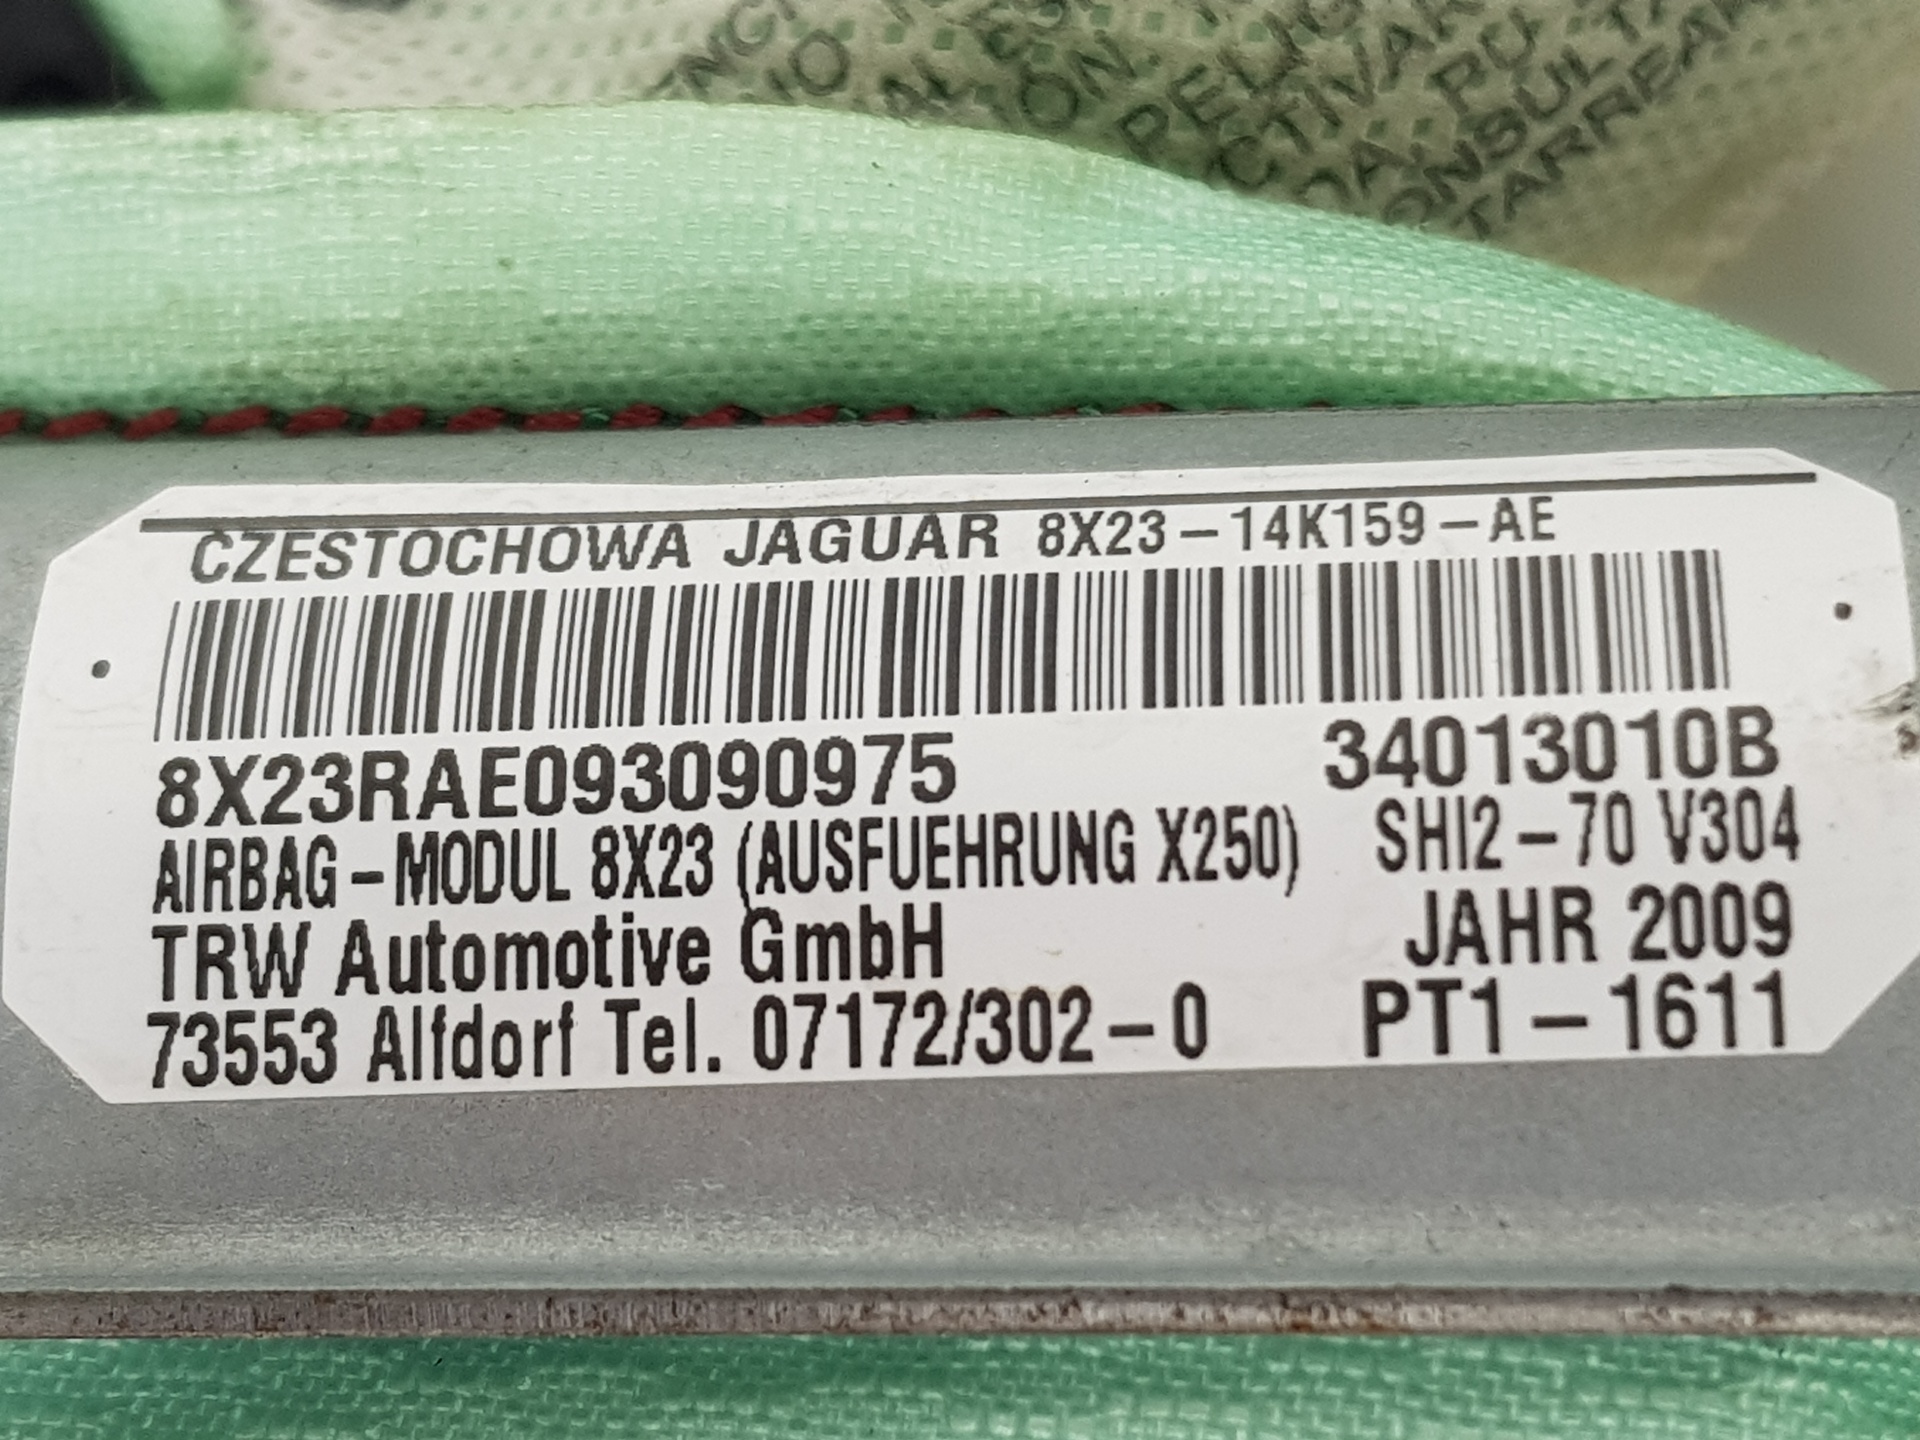 CZESTOCHOWA JAGUAR 8X23-14K159-AE
8X23RAE093090975 34013010B
AIRBAG-MODUL 8X23 (AUSFUEHRUNG X250) SHI2-70 V304
TRW Automotive GmbH JAHR 2009
73553 Alfdorf Tel. 07172/302-0 PT1-1611